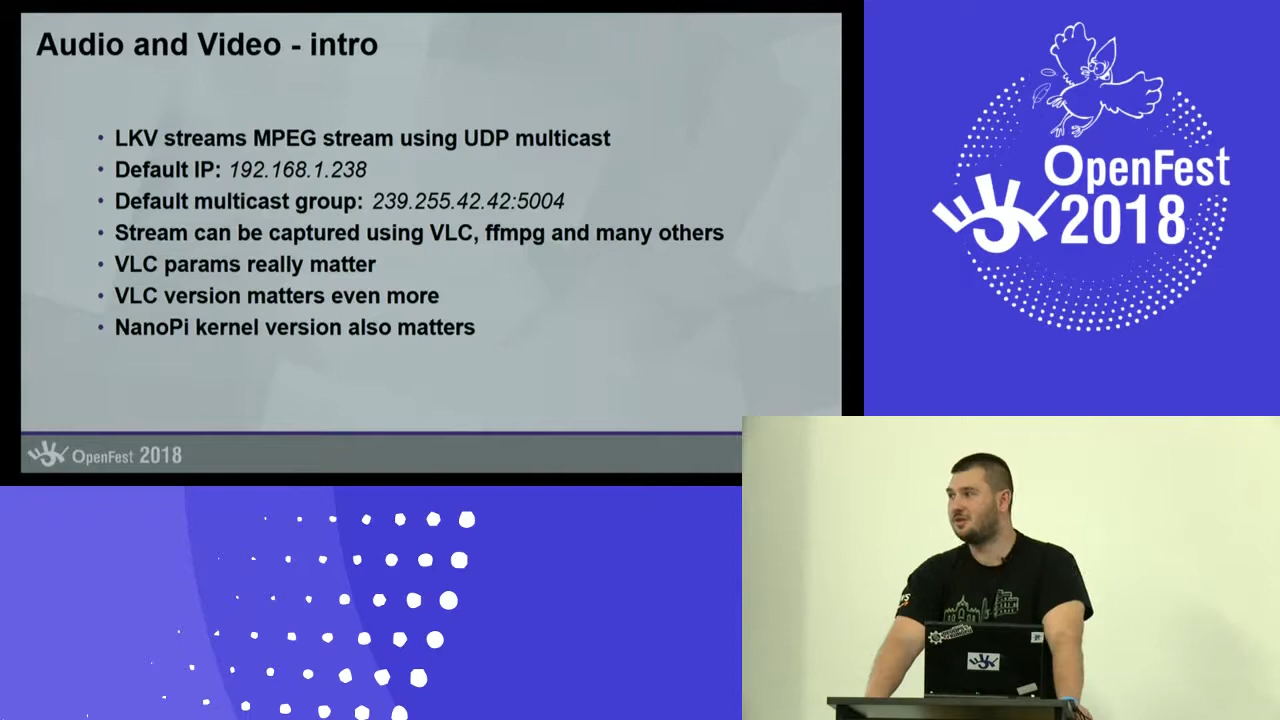 Audio and Video - intro
• LKV streams MPEG stream using UDP multicast
• Default IP: 192.168.1.238
• Default multicast group: 239.255.42.42:5004
• Stream can be captured using VLC, ffmpg and many others
• VLC params really matter
• VLC version matters even more
• NanoPi kernel version also matters
OpenFest 2018
OpenFest
2018